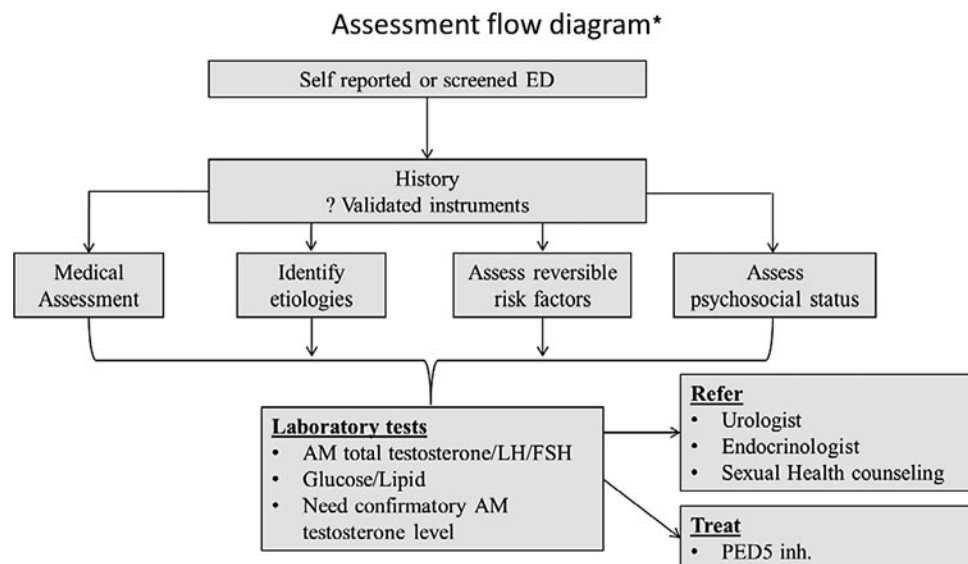 Assessment flow diagram*
Self reported or screened ED
History
? Validated instruments
Medical
Assessment
Identify
etiologies
Assess reversible
risk factors
Assess
psychosocial status
Laboratory tests
• AM total testosterone/LH/FSH
• Glucose/Lipid
• Need confirmatory AM
testosterone level
Refer
• Urologist
• Endocrinologist
• Sexual Health counseling
Treat
• PED5 inh.